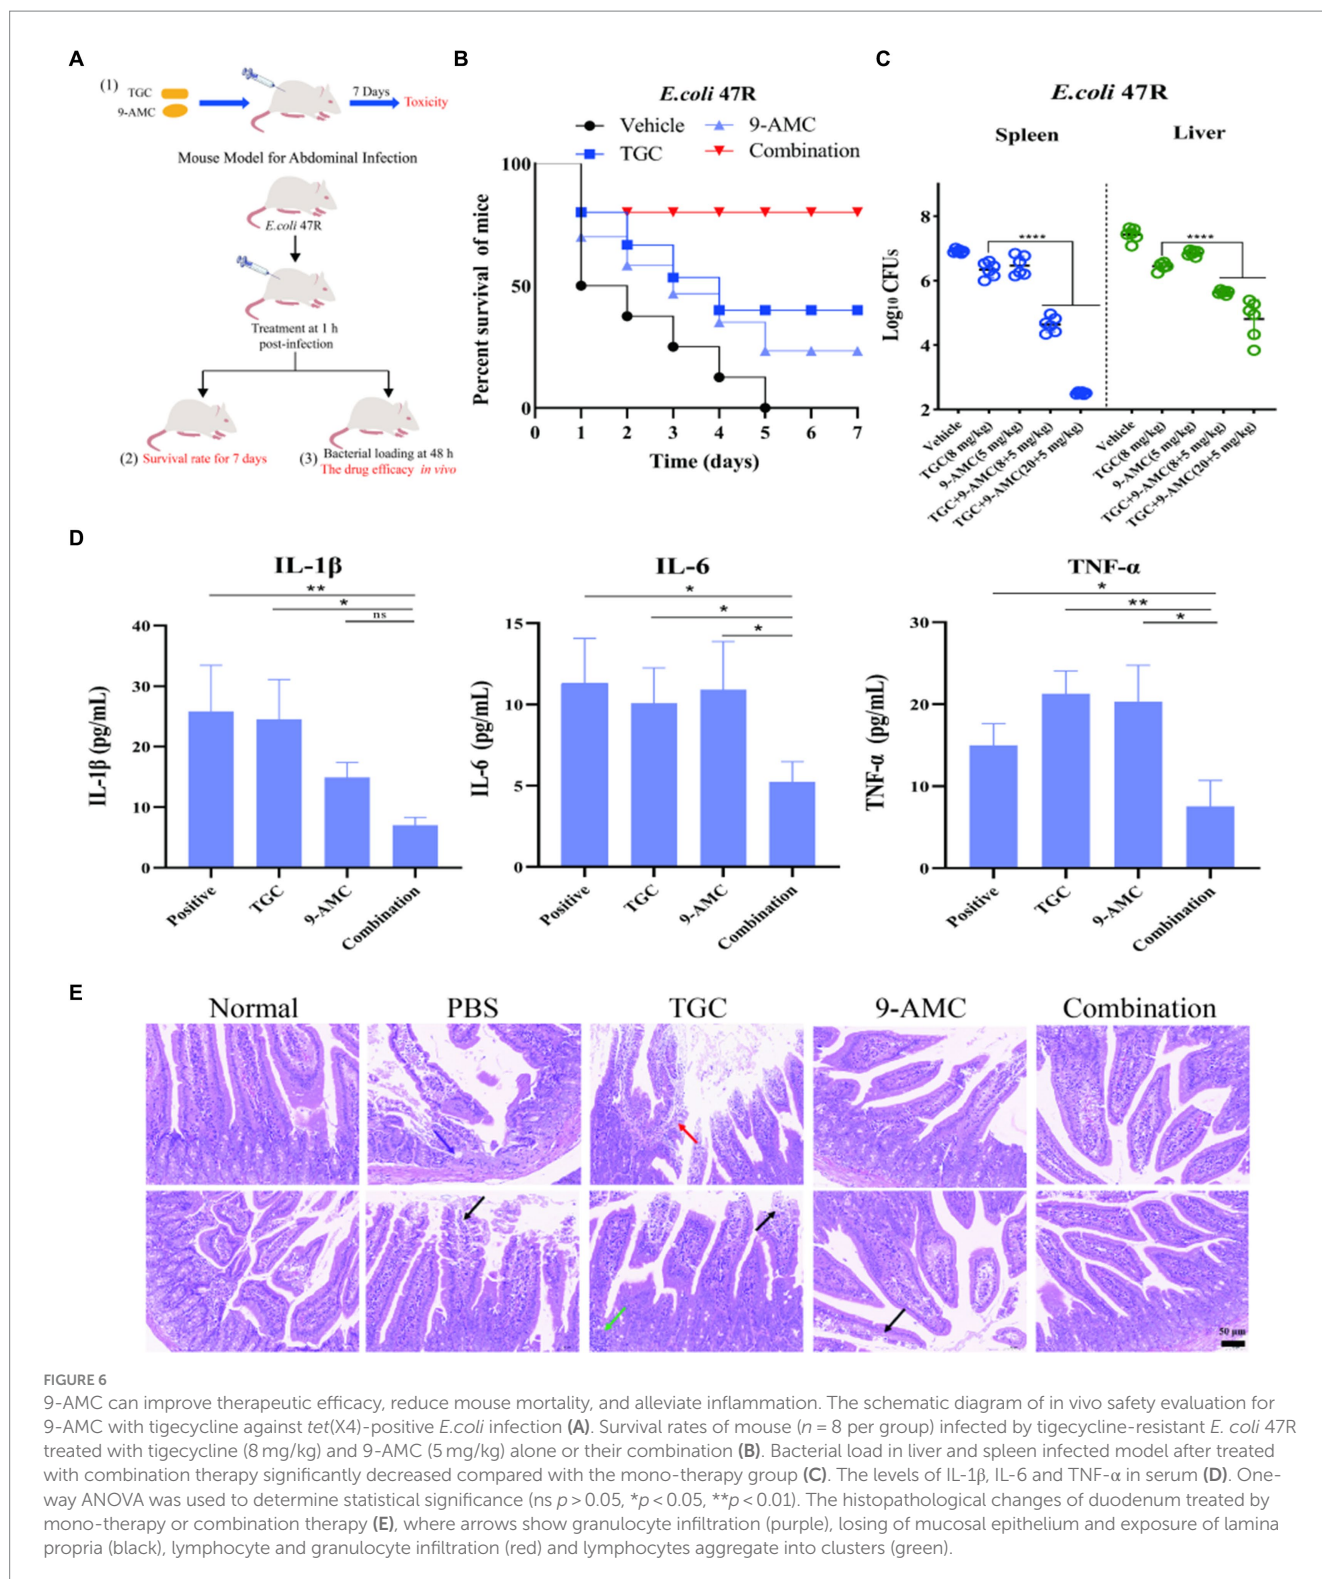 A
(1)
TGC
9-AMC
7 Days
Toxicity
Mouse Model for Abdominal Infection
E.coli 47R
Treatment at 1 h
post-infection
(2) Survival rate for 7 days
(3) Bacterial loading at 48 h
The drug efficacy in vivo
B
E.coli 47R
Vehicle
9-AMC
TGC
Combination
Percent survival of mice
100
50
0
0 1 2 3 4 5 6 7
Time (days)
C
E.coli 47R
Spleen
Liver
Log10 CFUs
8
6
4
2
****
****
Vehicle
TGC(8 mg/kg)
9-AMC(5 mg/kg)
TGC+9-AMC(8+5 mg/kg)
TGC+9-AMC(20+5 mg/kg)
Vehicle
TGC(8 mg/kg)
9-AMC(5 mg/kg)
TGC+9-AMC(8+5 mg/kg)
TGC+9-AMC(20+5 mg/kg)
D
IL-1β
**
*
ns
IL-1β (pg/mL)
40
30
20
10
0
Positive
TGC
9-AMC
Combination
IL-6
*
*
*
IL-6 (pg/mL)
15
10
5
0
Positive
TGC
9-AMC
Combination
TNF-α
*
**
*
TNF-α (pg/mL)
30
20
10
0
Positive
TGC
9-AMC
Combination
E
Normal
PBS
TGC
9-AMC
Combination
50 μm
FIGURE 6
9-AMC can improve therapeutic efficacy, reduce mouse mortality, and alleviate inflammation. The schematic diagram of in vivo safety evaluation for
9-AMC with tigecycline against tet(X4)-positive E.coli infection (A). Survival rates of mouse (n = 8 per group) infected by tigecycline-resistant E. coli 47R
treated with tigecycline (8 mg/kg) and 9-AMC (5 mg/kg) alone or their combination (B). Bacterial load in liver and spleen infected model after treated
with combination therapy significantly decreased compared with the mono-therapy group (C). The levels of IL-1β, IL-6 and TNF-α in serum (D). One-
way ANOVA was used to determine statistical significance (ns p > 0.05, *p < 0.05, **p < 0.01). The histopathological changes of duodenum treated by
mono-therapy or combination therapy (E), where arrows show granulocyte infiltration (purple), losing of mucosal epithelium and exposure of lamina
propria (black), lymphocyte and granulocyte infiltration (red) and lymphocytes aggregate into clusters (green).